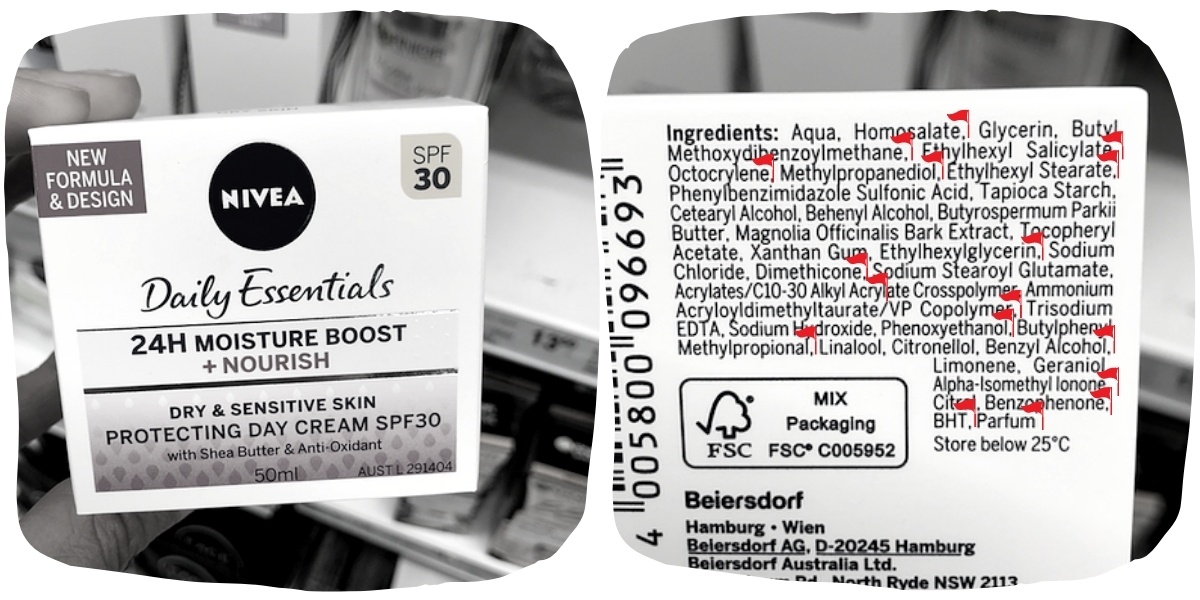 NEW
FORMULA
& DESIGN
NIVEA
SPF
30
Daily Essentials
24H MOISTURE BOOST
+ NOURISH
DRY & SENSITIVE SKIN
PROTECTING DAY CREAM SPF30
with Shea Butter & Anti-Oxidant
50ml
AUST L 291404
Ingredients: Aqua, Homosalate, Glycerin, Butyl
Methoxydibenzoylmethane, Ethylhexyl Salicylate,
Octocrylene, Methylpropanediol, Ethylhexyl Stearate,
Phenylbenzimidazole Sulfonic Acid, Tapioca Starch,
Cetearyl Alcohol, Behenyl Alcohol, Butyrospermum Parkii
Butter, Magnolia Officinalis Bark Extract, Tocopheryl
Acetate, Xanthan Gum, Ethylhexylglycerin, Sodium
Chloride, Dimethicone, Sodium Stearoyl Glutamate,
Acrylates/C10-30 Alkyl Acrylate Crosspolymer, Ammonium
Acryloyldimethyltaurate/VP Copolymer, Trisodium
EDTA, Sodium Hydroxide, Phenoxyethanol, Butylphenyl
Methylpropional, Linalool, Citronellol, Benzyl Alcohol,
Limonene, Geraniol,
Alpha-Isomethyl Ionone,
Citral, Benzophenone,
BHT, Parfum
Store below 25°C
FSC
MIX
Packaging
FSC® C005952
4 005800 096693
Beiersdorf
Hamburg • Wien
Beiersdorf AG, D-20245 Hamburg
Beiersdorf Australia Ltd.
Rd., North Ryde NSW 2113